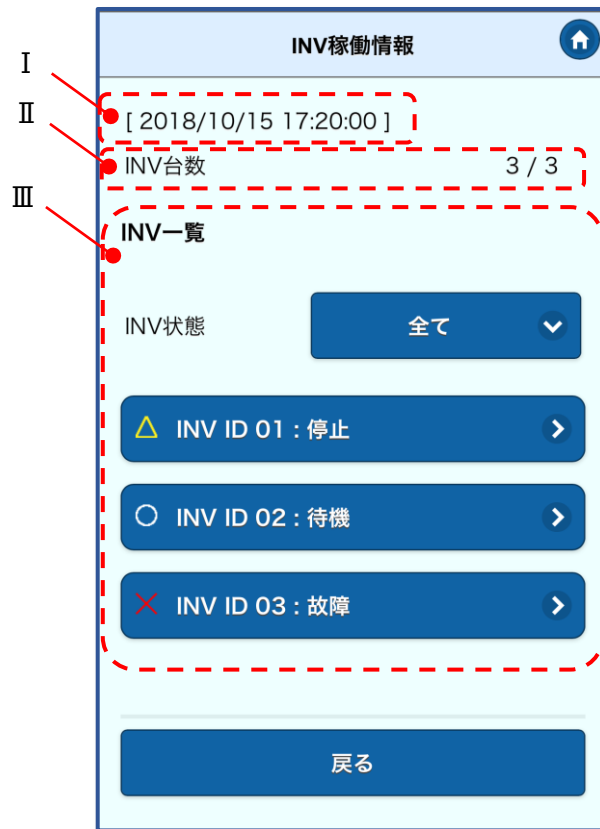 INV稼働情報
Ⅰ
[ 2018/10/15 17:20:00 ]
Ⅱ
INV台数 3 / 3
Ⅲ
INV一覧
INV状態 全て
△ INV ID 01 : 停止
○ INV ID 02 : 待機
× INV ID 03 : 故障
戻る